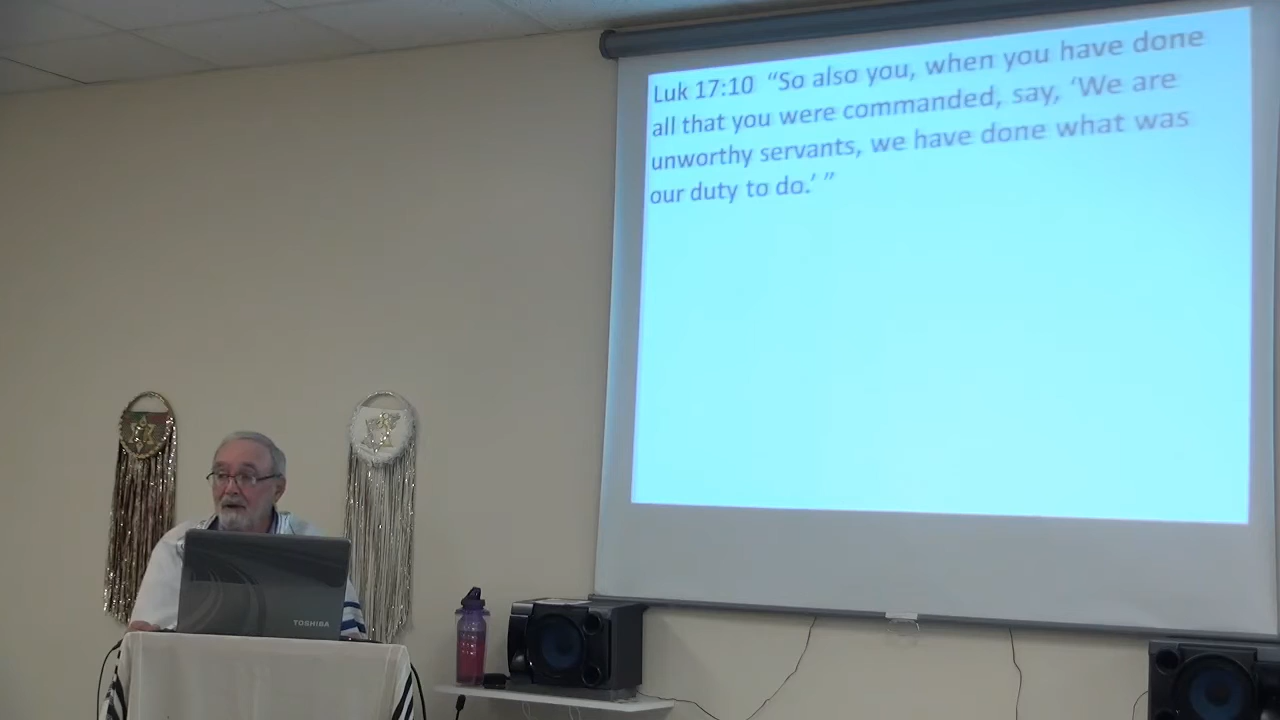 Luk 17:10  “So also you, when you have done
all that you were commanded, say, ‘We are
unworthy servants, we have done what was
our duty to do.’ ”
TOSHIBA